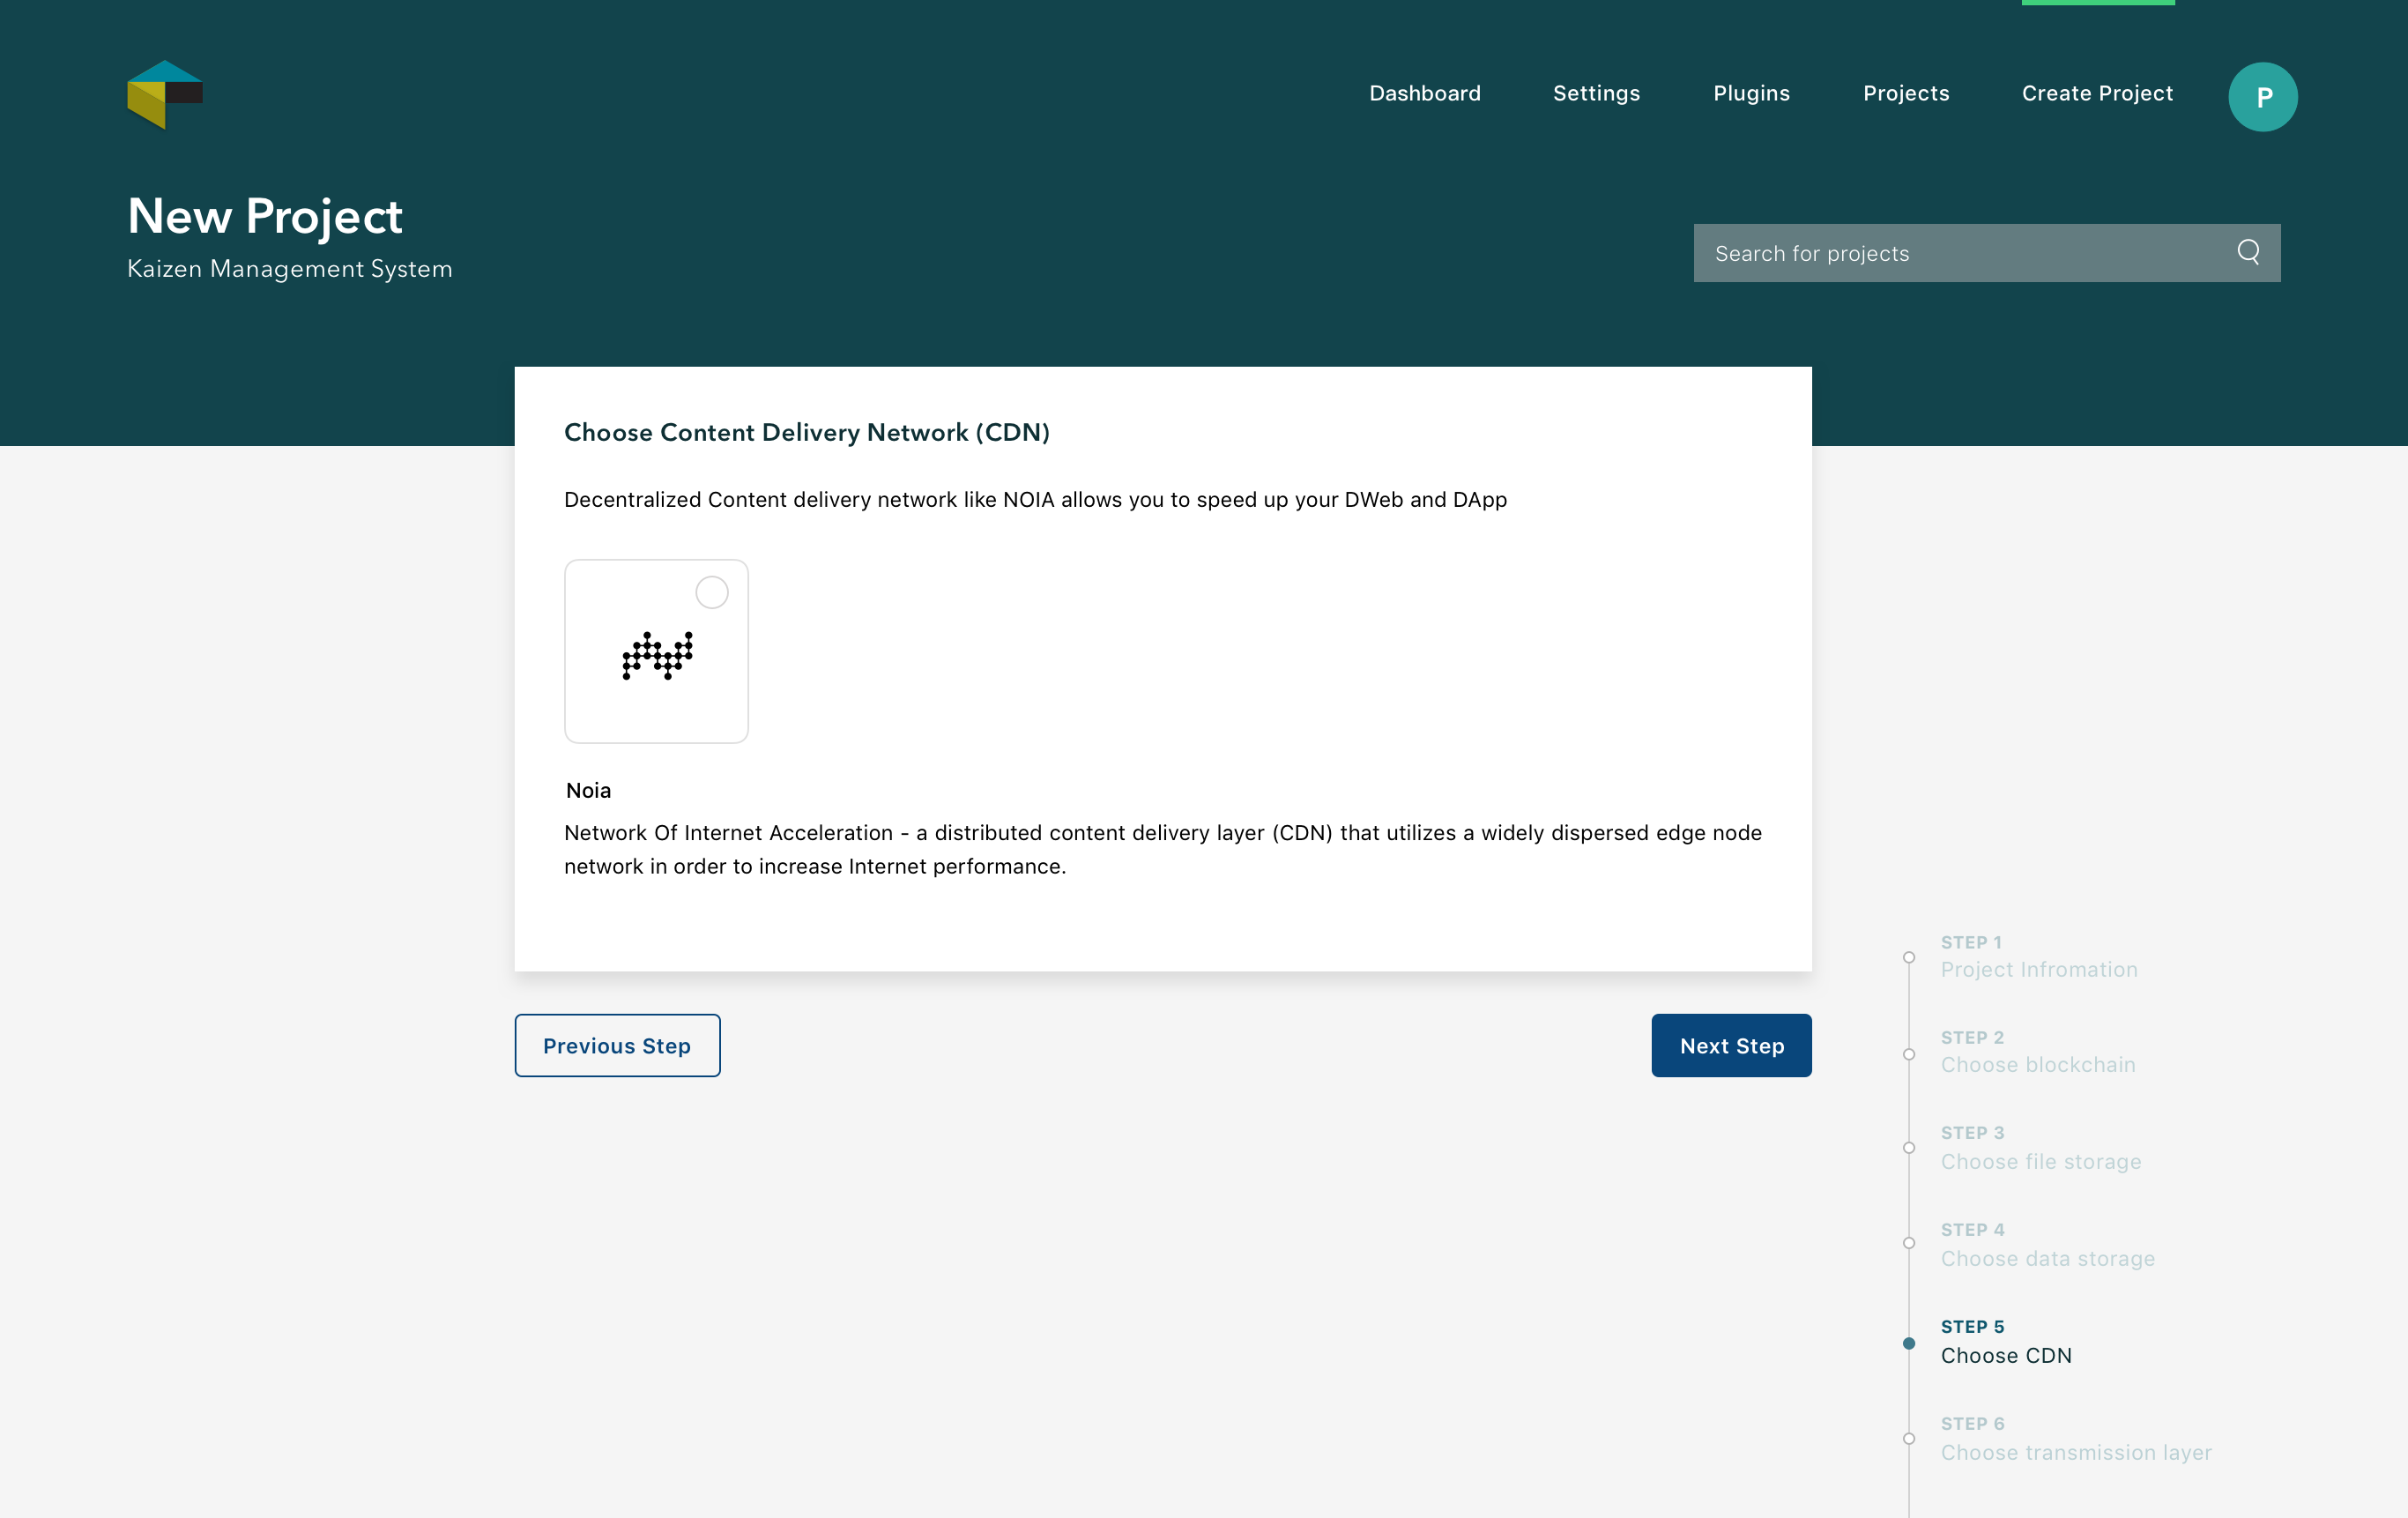 Dashboard
Settings
Plugins
Projects
Create Project
P
New Project
Kaizen Management System
Search for projects
Choose Content Delivery Network (CDN)
Decentralized Content delivery network like NOIA allows you to speed up your DWeb and DApp
Noia
Network Of Internet Acceleration - a distributed content delivery layer (CDN) that utilizes a widely dispersed edge node
network in order to increase Internet performance.
Previous Step
Next Step
STEP 1
Project Infromation
STEP 2
Choose blockchain
STEP 3
Choose file storage
STEP 4
Choose data storage
STEP 5
Choose CDN
STEP 6
Choose transmission layer